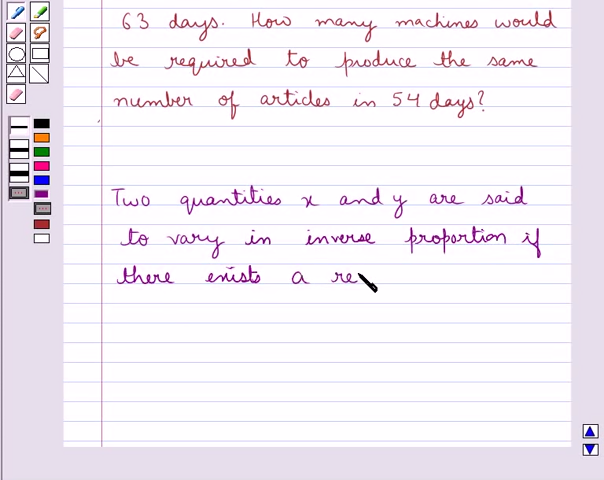 63 days. How many machines would
be required to produce the same
number of articles in 54 days?
Two quantities x and y are said
to vary in inverse proportion if
there exists a re